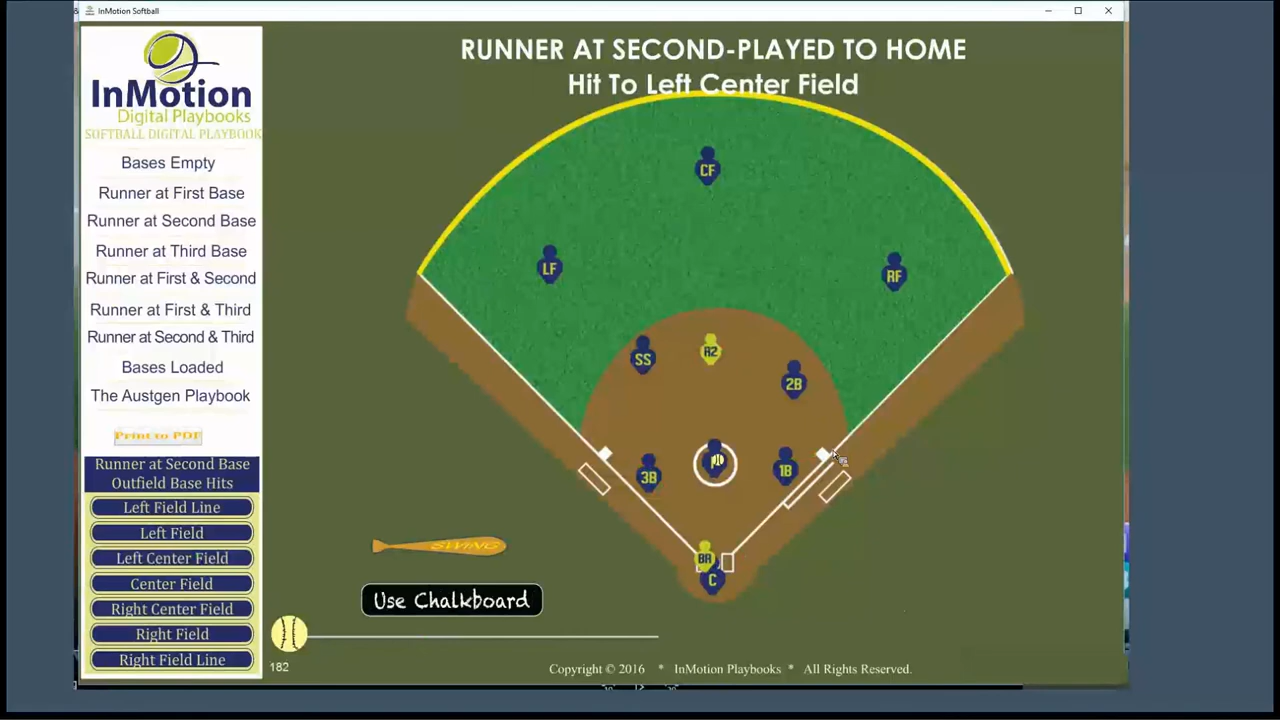 InMotion Softball
InMotion
Digital Playbooks
SOFTBALL DIGITAL PLAYBOOK
Bases Empty
Runner at First Base
Runner at Second Base
Runner at Third Base
Runner at First & Second
Runner at First & Third
Runner at Second & Third
Bases Loaded
The Austgen Playbook
Print to PDF
Runner at Second Base
Outfield Base Hits
Left Field Line
Left Field
Left Center Field
Center Field
Right Center Field
Right Field
Right Field Line
RUNNER AT SECOND-PLAYED TO HOME
Hit To Left Center Field
CF
LF
RF
SS
R2
2B
P
3B
1B
BR
C
SWING
Use Chalkboard
182
Copyright © 2016 * InMotion Playbooks * All Rights Reserved.